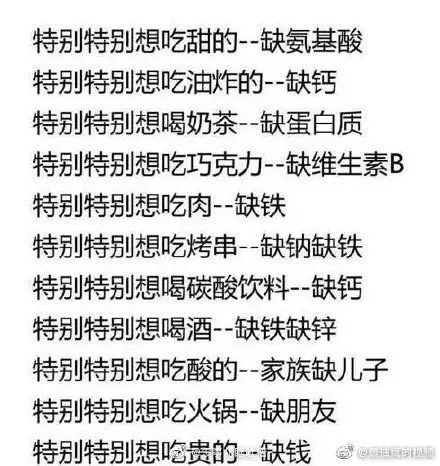 特别特别想吃甜的--缺氨基酸
特别特别想吃油炸的--缺钙
特别特别想喝奶茶--缺蛋白质
特别特别想吃巧克力--缺维生素B
特别特别想吃肉--缺铁
特别特别想吃烤串--缺钠缺铁
特别特别想喝碳酸饮料--缺钙
特别特别想喝酒--缺铁缺锌
特别特别想吃酸的--家族缺儿子
特别特别想吃火锅--缺朋友
特别特别想吃贵的--缺钱